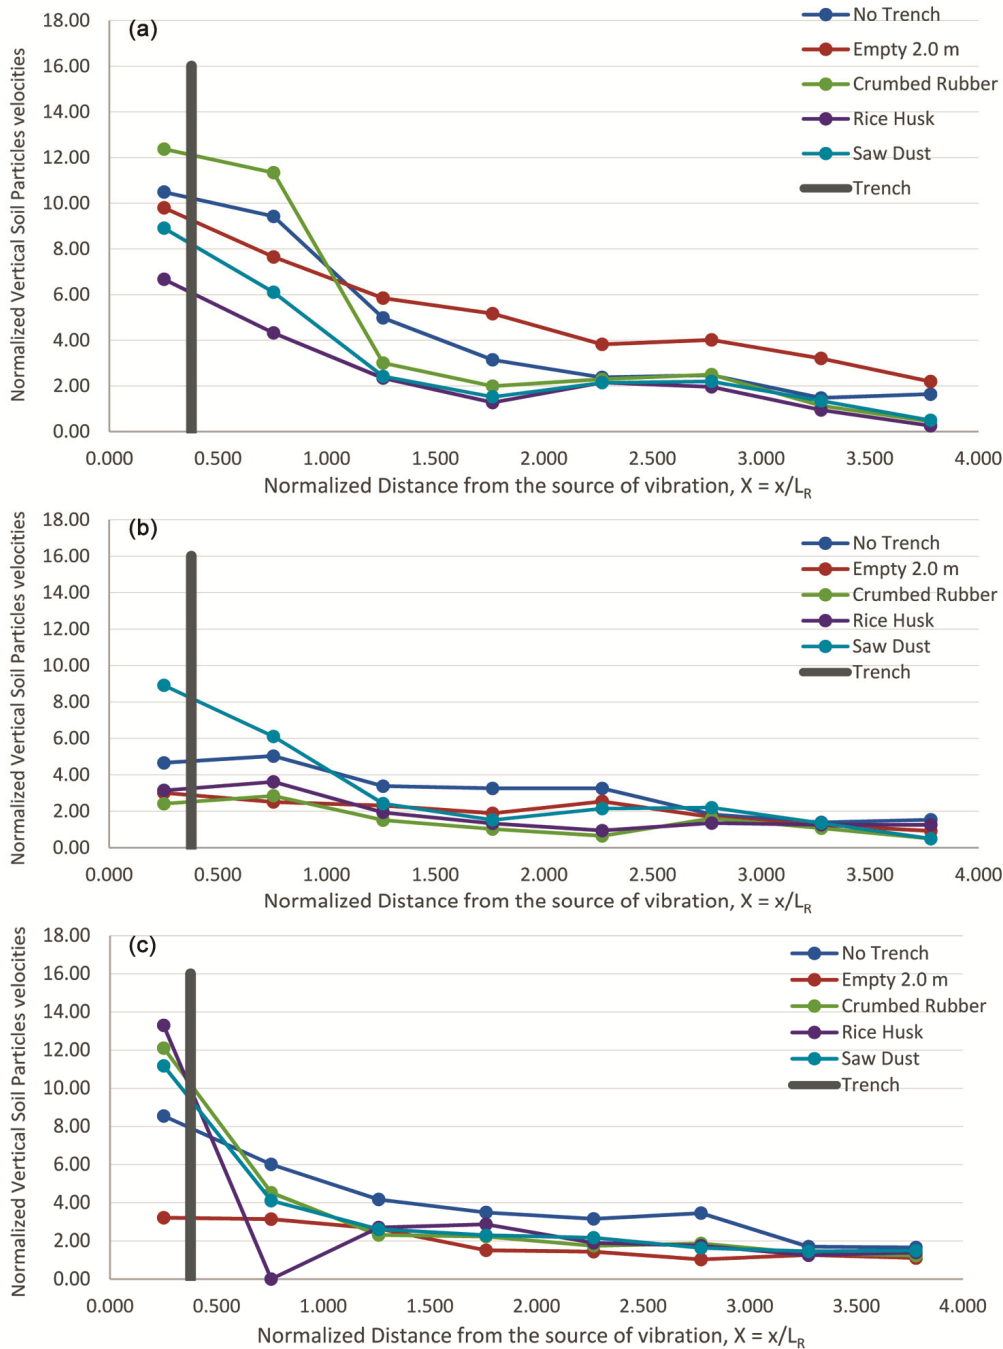 (a)
Normalized Vertical Soil Particles velocities
18.00
16.00
14.00
12.00
10.00
8.00
6.00
4.00
2.00
0.00
No Trench
Empty 2.0 m
Crumbed Rubber
Rice Husk
Saw Dust
Trench
0.000 0.500 1.000 1.500 2.000 2.500 3.000 3.500 4.000
Normalized Distance from the source of vibration, X = x/L_R
(b)
Normalized Vertical Soil Particles velocities
18.00
16.00
14.00
12.00
10.00
8.00
6.00
4.00
2.00
0.00
No Trench
Empty 2.0 m
Crumbed Rubber
Rice Husk
Saw Dust
Trench
0.000 0.500 1.000 1.500 2.000 2.500 3.000 3.500 4.000
Normalized Distance from the source of vibration, X = x/L_R
(c)
Normalized Vertical Soil Particles velocities
18.00
16.00
14.00
12.00
10.00
8.00
6.00
4.00
2.00
0.00
No Trench
Empty 2.0 m
Crumbed Rubber
Rice Husk
Saw Dust
Trench
0.000 0.500 1.000 1.500 2.000 2.500 3.000 3.500 4.000
Normalized Distance from the source of vibration, X = x/L_R